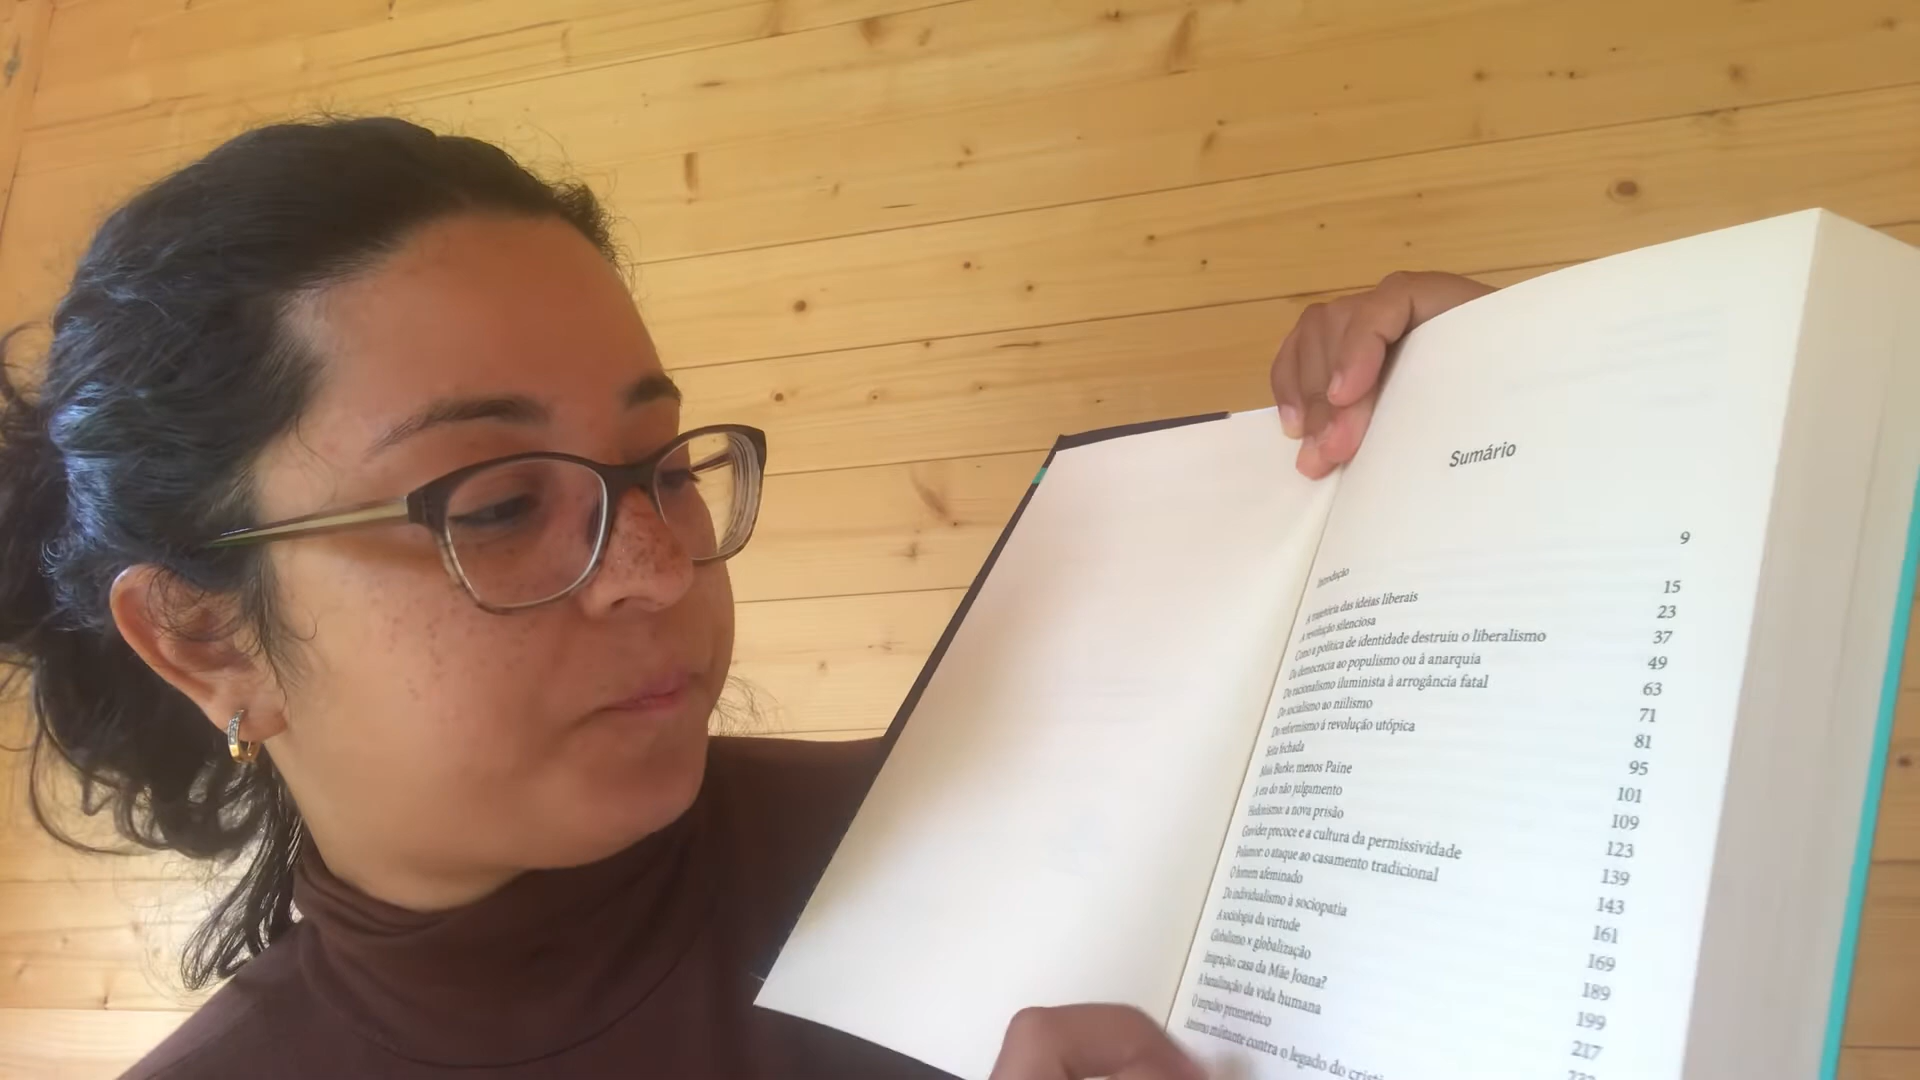 Sumário
Introdução 9
A trajetória das ideias liberais 15
A revolução silenciosa 23
Como a política de identidade destruiu o liberalismo 37
Da democracia ao populismo ou à anarquia 49
Do racionalismo iluminista à arrogância fatal 63
Do socialismo ao niilismo 71
Do reformismo à revolução utópica 81
Seita fechada 95
Mais Burke, menos Paine 101
A era do não julgamento 109
Hedonismo: a nova prisão 123
Gravidez precoce e a cultura da permissividade 139
Poliamor: o ataque ao casamento tradicional 143
O homem afeminado 161
Do individualismo à sociopatia 169
A sociologia da virtude 189
Globalismo x globalização 199
Imigração: casa da Mãe Joana? 217
A banalização da vida humana
O impulso prometeico
Ateísmo militante contra o legado do